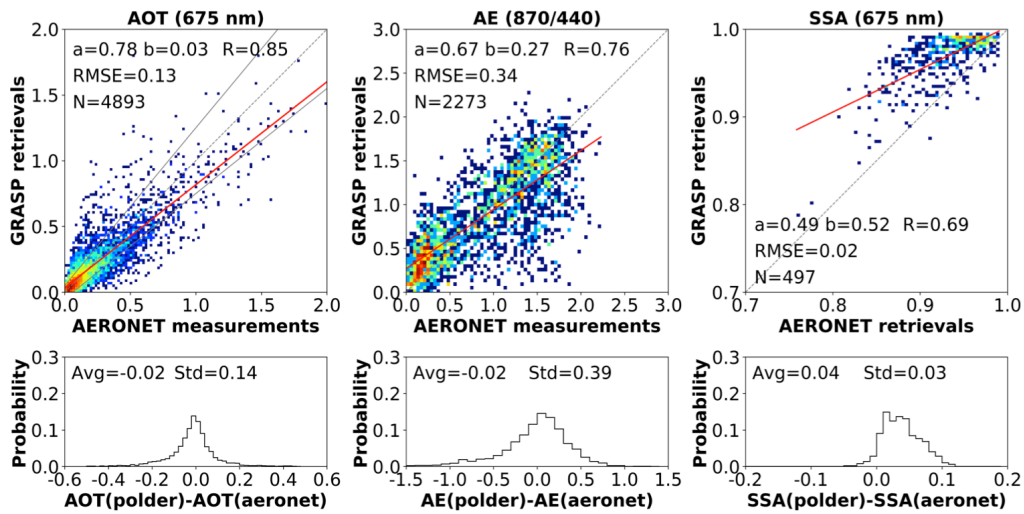 AOT (675 nm)
AE (870/440)
SSA (675 nm)
GRASP retrievals
2.0
1.5
1.0
0.5
0.0
a=0.78 b=0.03 R=0.85
RMSE=0.13
N=4893
0.0 0.5 1.0 1.5 2.0
AERONET measurements
GRASP retrievals
3.0
2.5
2.0
1.5
1.0
0.5
0.0
a=0.67 b=0.27 R=0.76
RMSE=0.34
N=2273
0.0 0.5 1.0 1.5 2.0 2.5 3.0
AERONET measurements
GRASP retrievals
1.0
0.9
0.8
0.7
a=0.49 b=0.52 R=0.69
RMSE=0.02
N=497
0.7 0.8 0.9 1.0
AERONET retrievals
Probability
0.3
0.2
0.1
0.0
Avg=-0.02 Std=0.14
-0.6 -0.4 -0.2 0.0 0.2 0.4 0.6
AOT(polder)-AOT(aeronet)
Probability
0.3
0.2
0.1
0.0
Avg=-0.02 Std=0.39
-1.5 -1.0 -0.5 0.0 0.5 1.0 1.5
AE(polder)-AE(aeronet)
Probability
0.3
0.2
0.1
0.0
Avg=0.04 Std=0.03
-0.2 -0.1 0.0 0.1 0.2
SSA(polder)-SSA(aeronet)